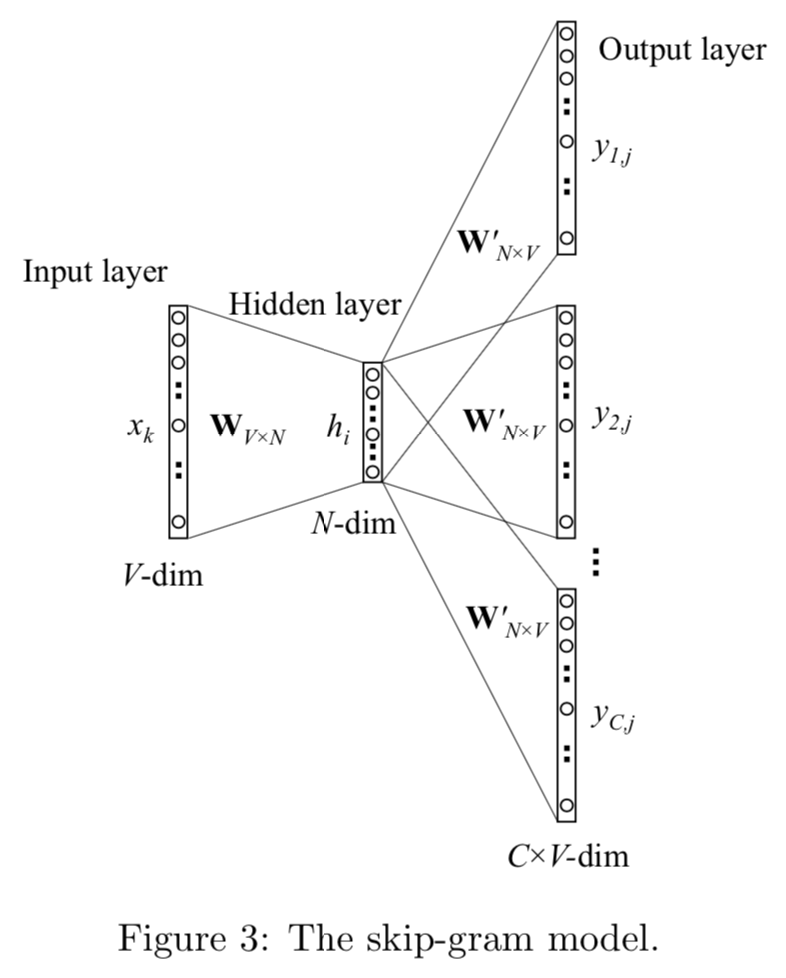 Output layer
y1,j
W'N×V
Input layer
Hidden layer
xk
WV×N
hi
W'N×V
y2,j
N-dim
V-dim
W'N×V
yC,j
C×V-dim
Figure 3: The skip-gram model.